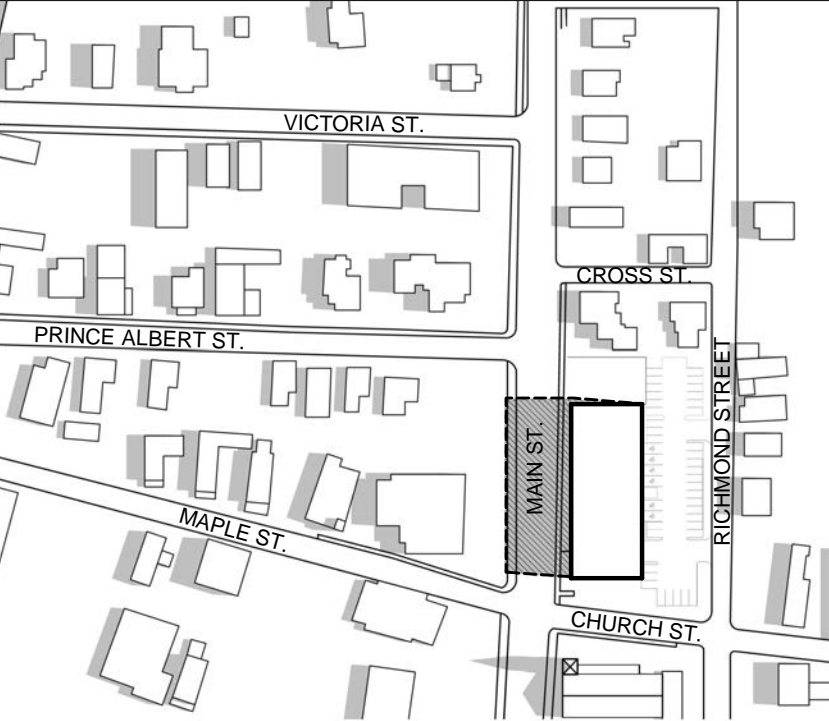 VICTORIA ST.
CROSS ST.
PRINCE ALBERT ST.
RICHMOND STREET
MAIN ST.
MAPLE ST.
CHURCH ST.